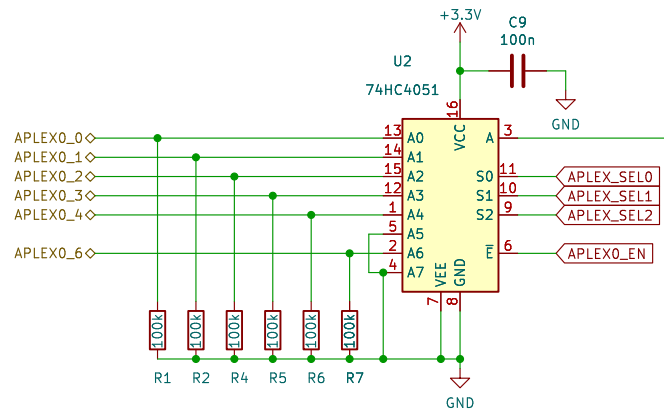 +3.3V
C9
100n
U2
74HC4051
GND
16
VCC
APLEX0_0 13 A0 A 3
APLEX0_1 14 A1
APLEX0_2 15 A2 S0 11 APLEX_SEL0
APLEX0_3 12 A3 S1 10 APLEX_SEL1
APLEX0_4 1 A4 S2 9 APLEX_SEL2
5 A5
APLEX0_6 2 A6 E 6 APLEX0_EN
4 A7
VEE GND
7 8
100k 100k 100k 100k 100k 100k
R1 R2 R4 R5 R6 R7
GND